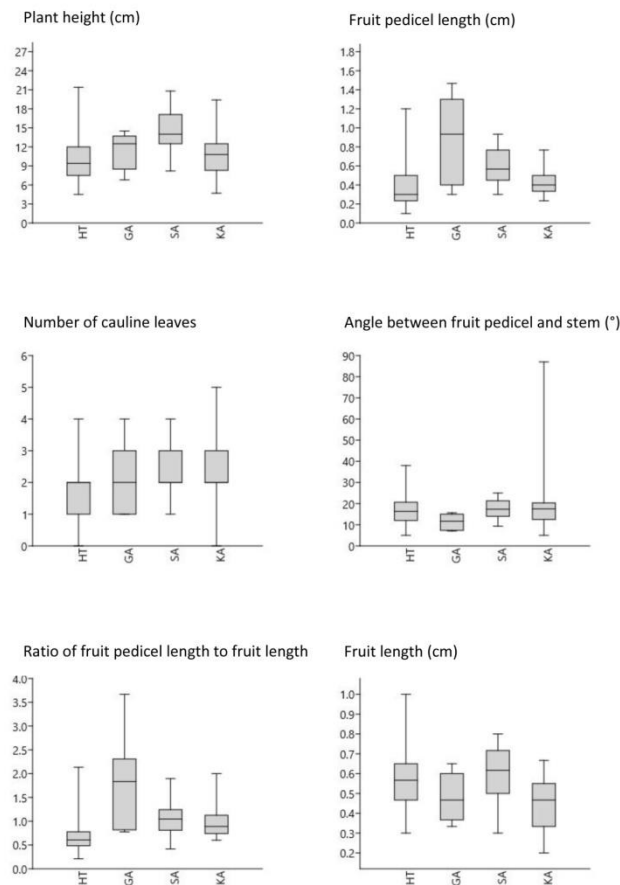 Plant height (cm)
27
24
21
18
15
12
9
6
3
0
HT
GA
SA
KA
Fruit pedicel length (cm)
1.8
1.6
1.4
1.2
1.0
0.8
0.6
0.4
0.2
0.0
HT
GA
SA
KA
Number of cauline leaves
6
5
4
3
2
1
0
HT
GA
SA
KA
Angle between fruit pedicel and stem (°)
90
80
70
60
50
40
30
20
10
0
HT
GA
SA
KA
Ratio of fruit pedicel length to fruit length
4.0
3.5
3.0
2.5
2.0
1.5
1.0
0.5
0.0
HT
GA
SA
KA
Fruit length (cm)
1.0
0.9
0.8
0.7
0.6
0.5
0.4
0.3
0.2
HT
GA
SA
KA